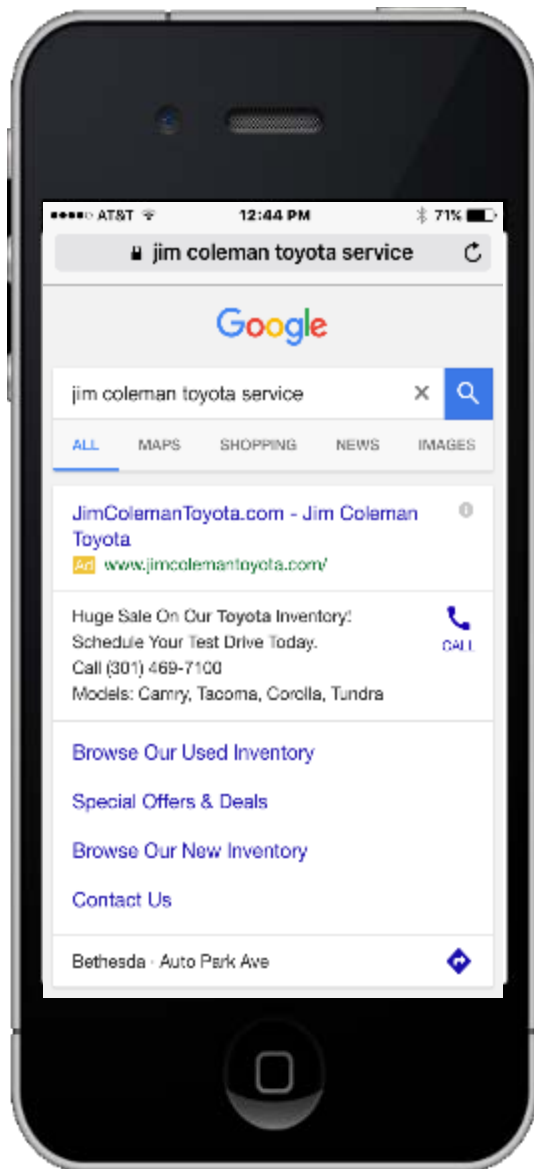 AT&T 12:44 PM 71%
jim coleman toyota service
Google
jim coleman toyota service
ALL MAPS SHOPPING NEWS IMAGES
JimColemanToyota.com - Jim Coleman
Toyota
Ad www.jimcolemantoyota.com/
Huge Sale On Our Toyota Inventory!
Schedule Your Test Drive Today.
CALL
Call (301) 469-7100
Models: Camry, Tacoma, Corolla, Tundra
Browse Our Used Inventory
Special Offers & Deals
Browse Our New Inventory
Contact Us
Bethesda · Auto Park Ave